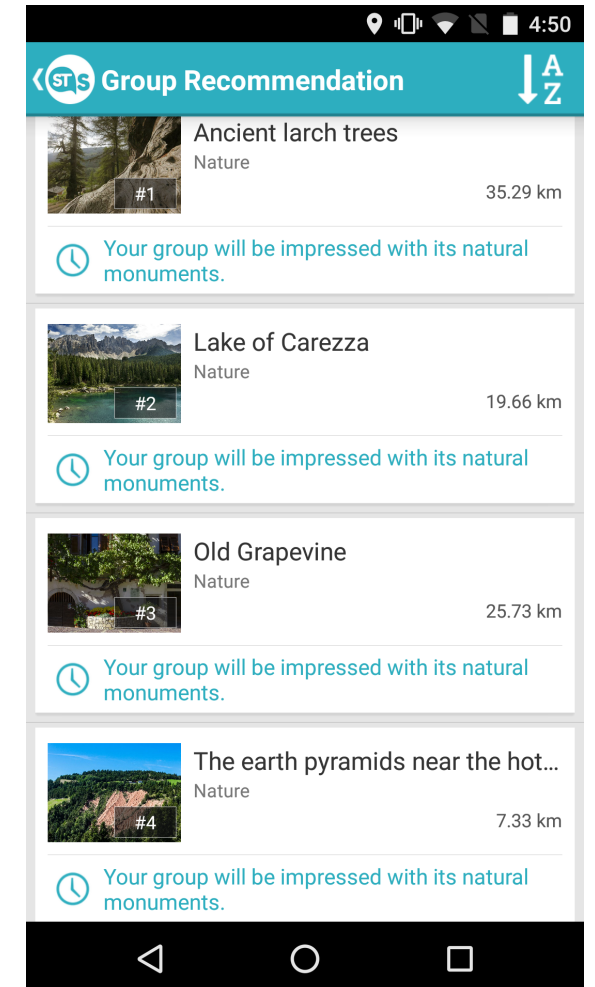 4:50
STS Group Recommendation
A
Z
Ancient larch trees
Nature
#1
35.29 km
Your group will be impressed with its natural
monuments.
Lake of Carezza
Nature
#2
19.66 km
Your group will be impressed with its natural
monuments.
Old Grapevine
Nature
#3
25.73 km
Your group will be impressed with its natural
monuments.
The earth pyramids near the hot...
Nature
#4
7.33 km
Your group will be impressed with its natural
monuments.